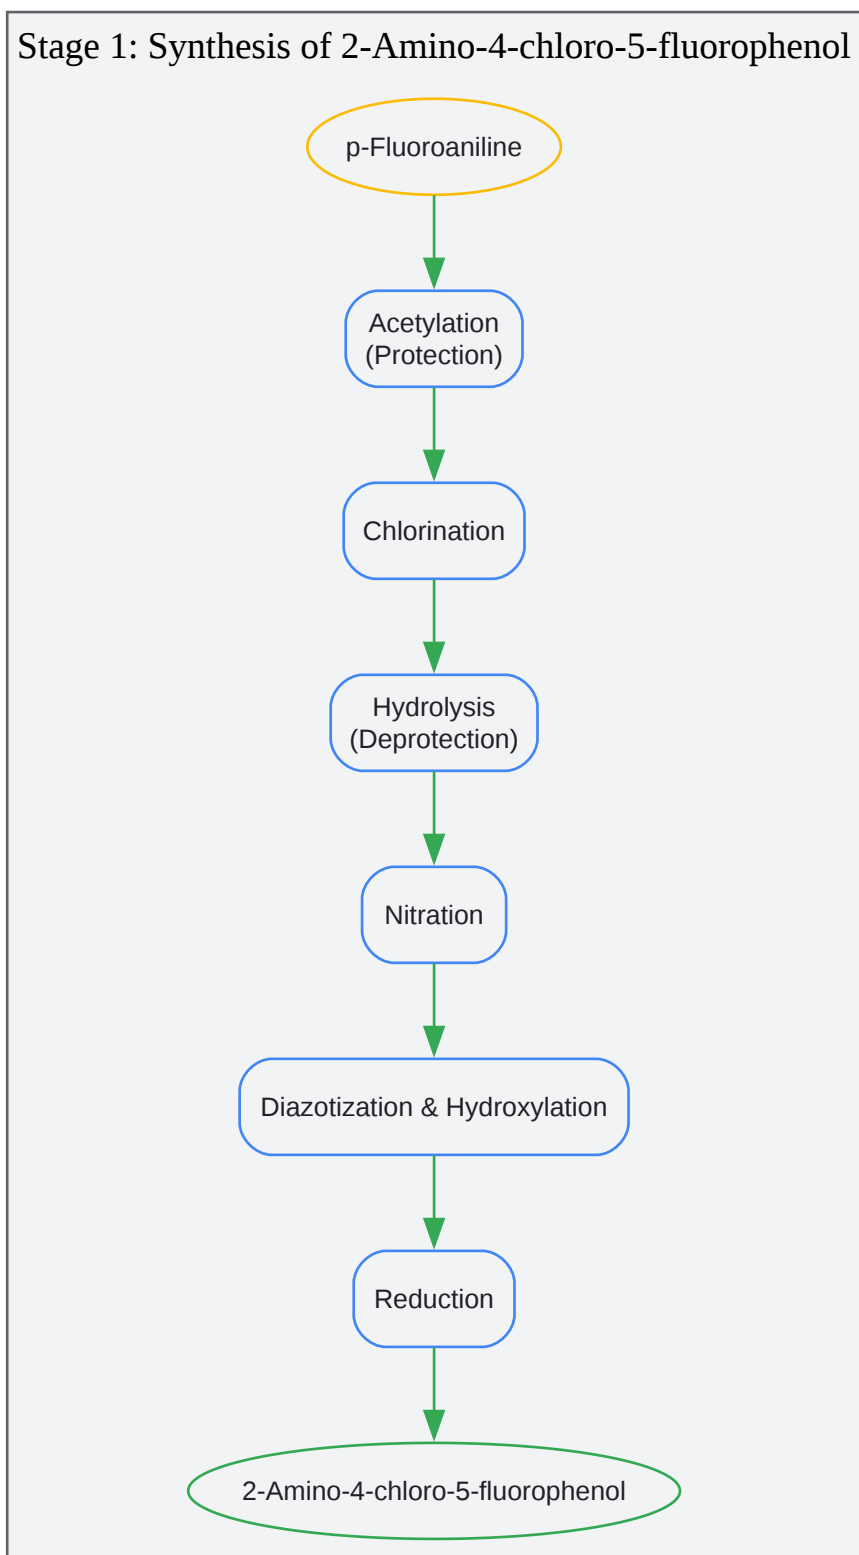 Stage 1: Synthesis of 2-Amino-4-chloro-5-fluorophenol
p-Fluoroaniline
Acetylation
(Protection)
Chlorination
Hydrolysis
(Deprotection)
Nitration
Diazotization & Hydroxylation
Reduction
2-Amino-4-chloro-5-fluorophenol